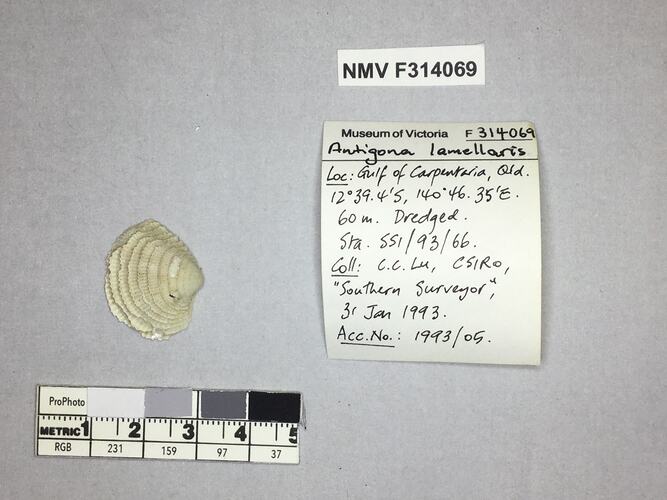 NMV F314069
Museum of Victoria F 314069
Antigona lamellaris
Loc: Gulf of Carpentaria, Qld.
12°39.4'S, 140°46.35'E.
60 m. Dredged.
Sta. SS1/93/66.
Coll: C.C. Lu, CSIRO,
"Southern Surveyor",
31 Jan 1993.
Acc.No.: 1993/05.
ProPhoto
METRIC 1 2 3 4 5
RGB 231 159 97 37